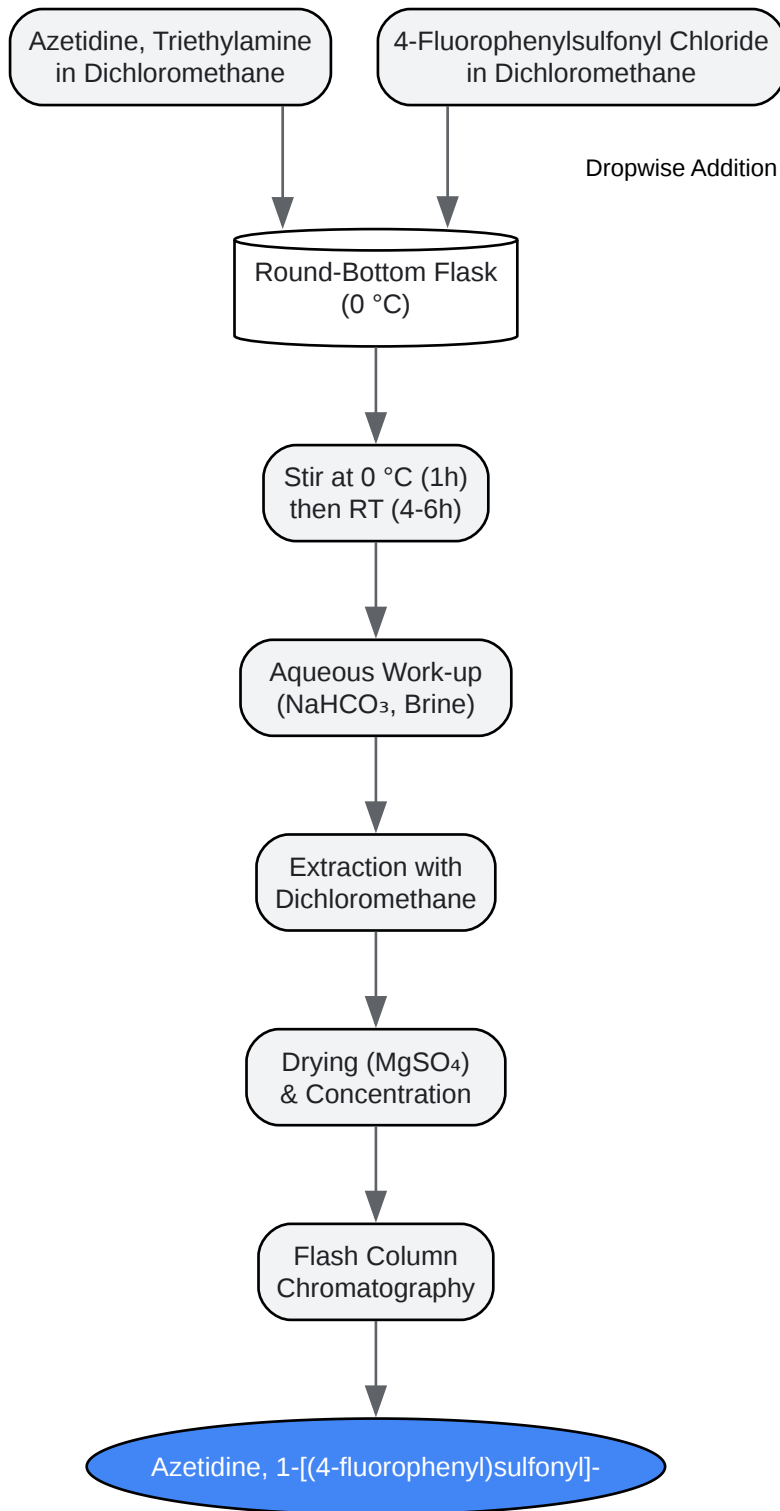 Azetidine, Triethylamine
in Dichloromethane
4-Fluorophenylsulfonyl Chloride
in Dichloromethane
Dropwise Addition
Round-Bottom Flask
(0 °C)
Stir at 0 °C (1h)
then RT (4-6h)
Aqueous Work-up
(NaHCO₃, Brine)
Extraction with
Dichloromethane
Drying (MgSO₄)
& Concentration
Flash Column
Chromatography
Azetidine, 1-[(4-fluorophenyl)sulfonyl]-